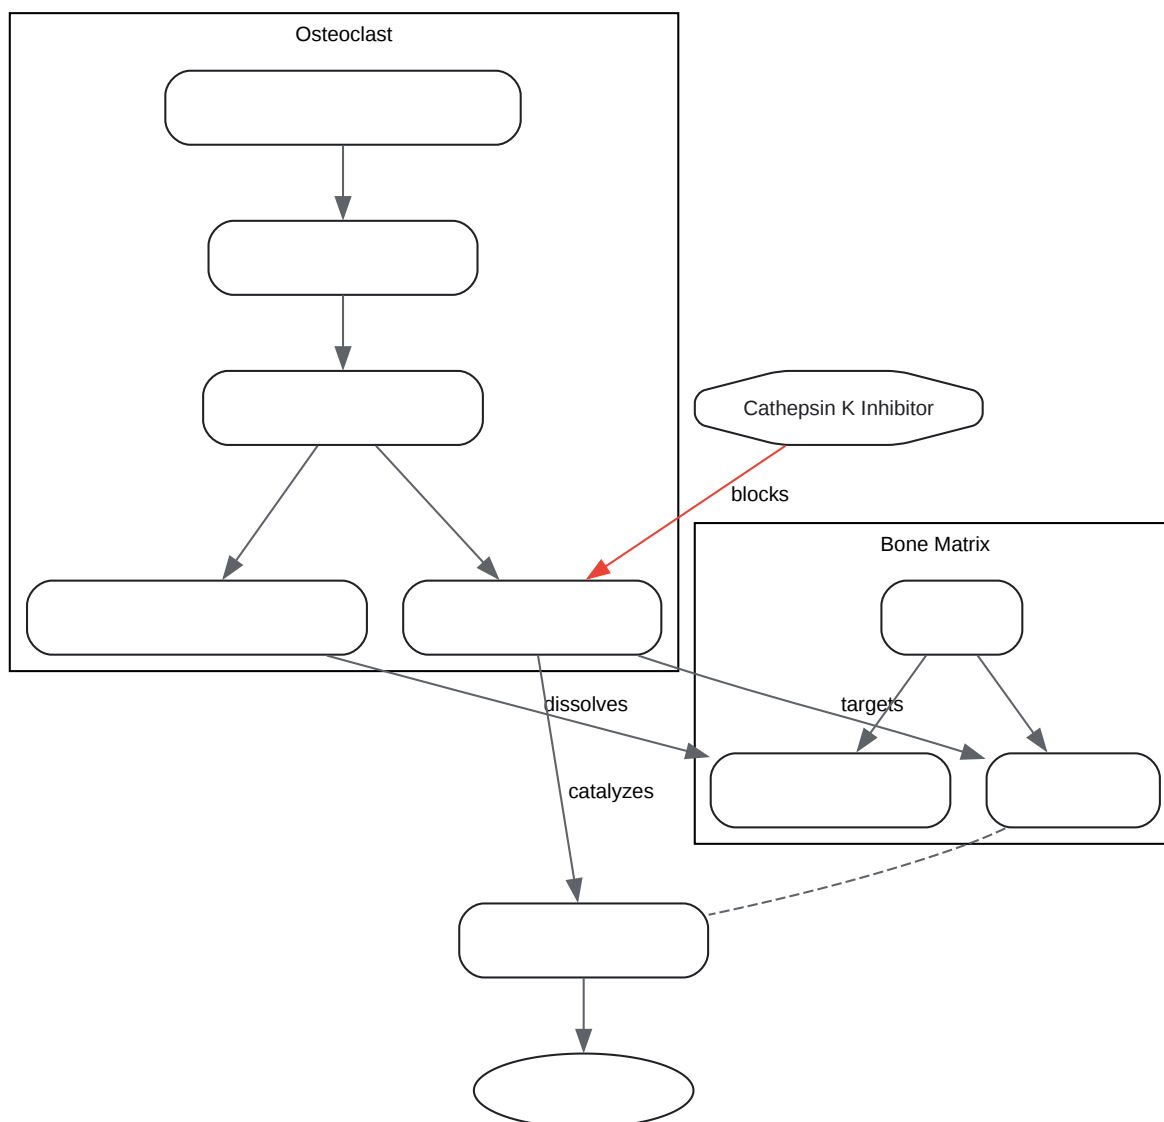 Osteoclast
Cathepsin K Inhibitor
blocks
Bone Matrix
dissolves
targets
catalyzes